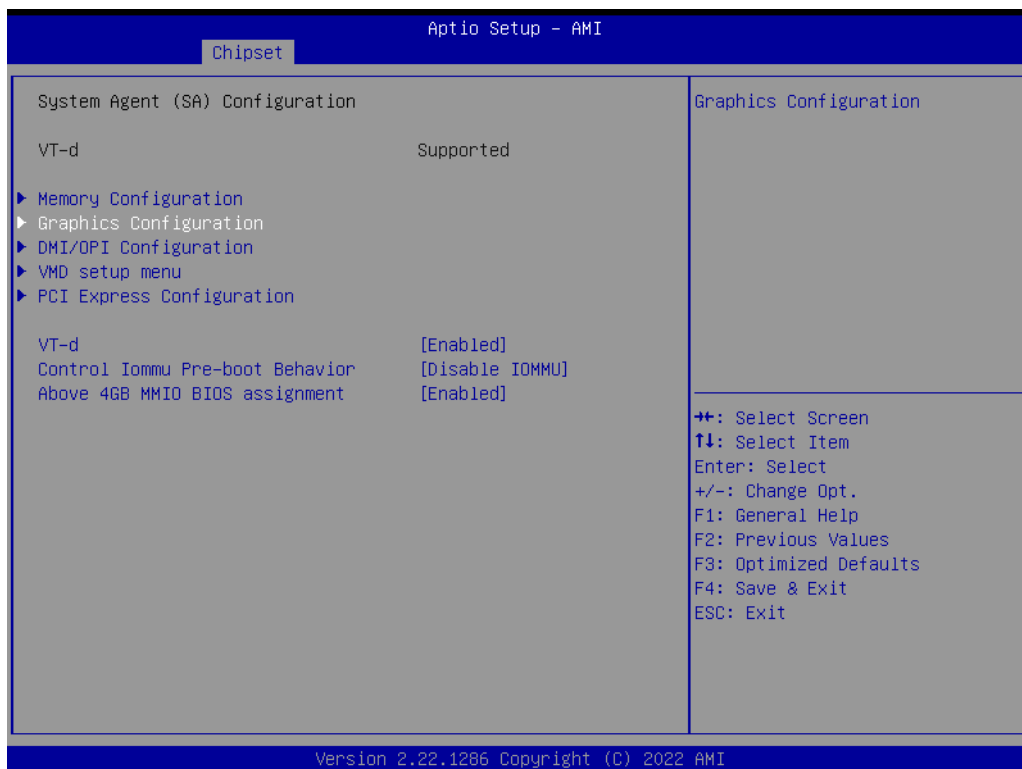 Aptio Setup – AMI
Chipset
System Agent (SA) Configuration
VT-d Supported
Memory Configuration
Graphics Configuration
DMI/OPI Configuration
VMD setup menu
PCI Express Configuration
VT-d [Enabled]
Control Iommu Pre-boot Behavior [Disable IOMMU]
Above 4GB MMIO BIOS assignment [Enabled]
Graphics Configuration
→←: Select Screen
↑↓: Select Item
Enter: Select
+/-: Change Opt.
F1: General Help
F2: Previous Values
F3: Optimized Defaults
F4: Save & Exit
ESC: Exit
Version 2.22.1286 Copyright (C) 2022 AMI